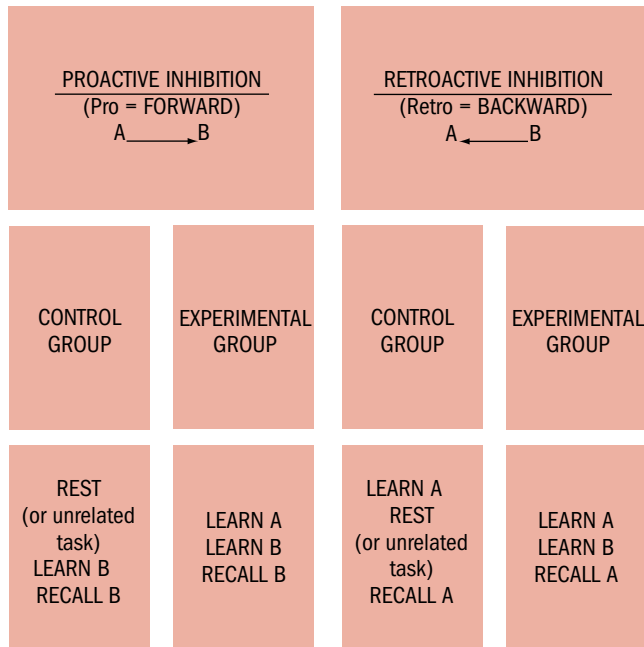 PROACTIVE INHIBITION
(Pro = FORWARD)
A B
RETROACTIVE INHIBITION
(Retro = BACKWARD)
A B
CONTROL
GROUP
EXPERIMENTAL
GROUP
CONTROL
GROUP
EXPERIMENTAL
GROUP
REST
(or unrelated
task)
LEARN B
RECALL B
LEARN A
LEARN B
RECALL B
LEARN A
REST
(or unrelated
task)
RECALL A
LEARN A
LEARN B
RECALL A